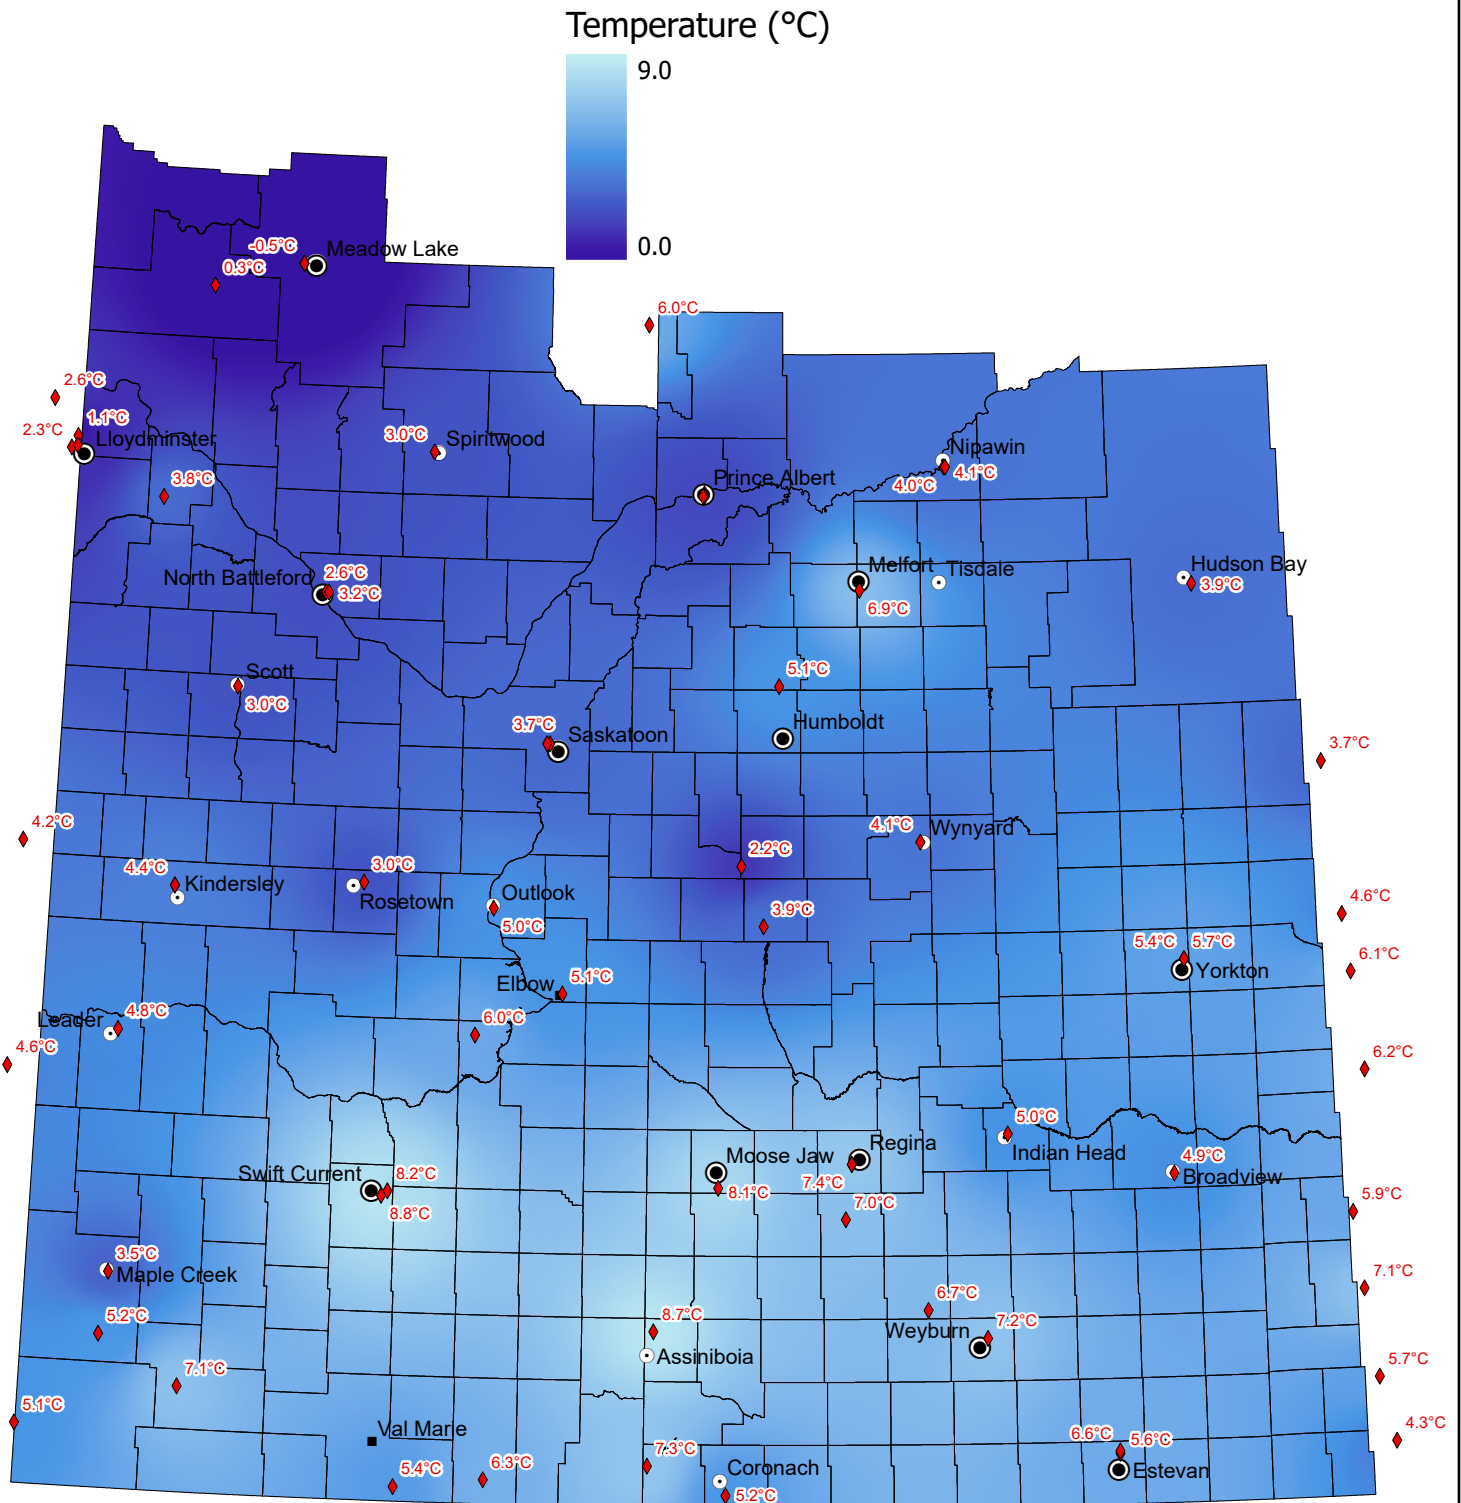 Temperature (°C)
9.0
0.0
-0.5°C
Meadow Lake
0.3°C
6.0°C
2.6°C
1.1°C
2.3°C
Lloydminster
3.0°C
Spiritwood
Nipawin
4.0°C
4.1°C
3.8°C
Prince Albert
North Battleford
2.6°C
3.2°C
Melfort
Tisdale
6.9°C
Hudson Bay
3.9°C
Scott
3.0°C
5.1°C
Humboldt
3.7°C
Saskatoon
3.7°C
4.2°C
4.1°C
Wynyard
2.2°C
4.4°C
Kindersley
3.0°C
Rosetown
Outlook
5.0°C
3.9°C
4.6°C
5.4°C
5.7°C
Yorkton
6.1°C
Elbow
5.1°C
Leader
4.8°C
6.0°C
4.6°C
6.2°C
5.0°C
Indian Head
Regina
7.4°C
Moose Jaw
8.1°C
4.9°C
Broadview
Swift Current
8.2°C
8.8°C
7.0°C
5.9°C
3.5°C
Maple Creek
7.1°C
5.2°C
8.7°C
Assiniboia
6.7°C
Weyburn
7.2°C
7.1°C
5.7°C
5.1°C
Val Marie
4.3°C
5.4°C
6.3°C
7.3°C
Coronach
5.2°C
6.6°C
5.6°C
Estevan